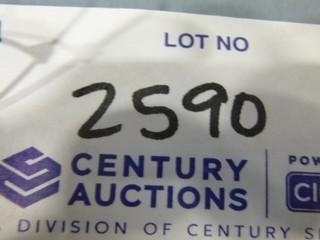 LOT NO
2590
CENTURY
AUCTIONS
DIVISION OF CENTURY